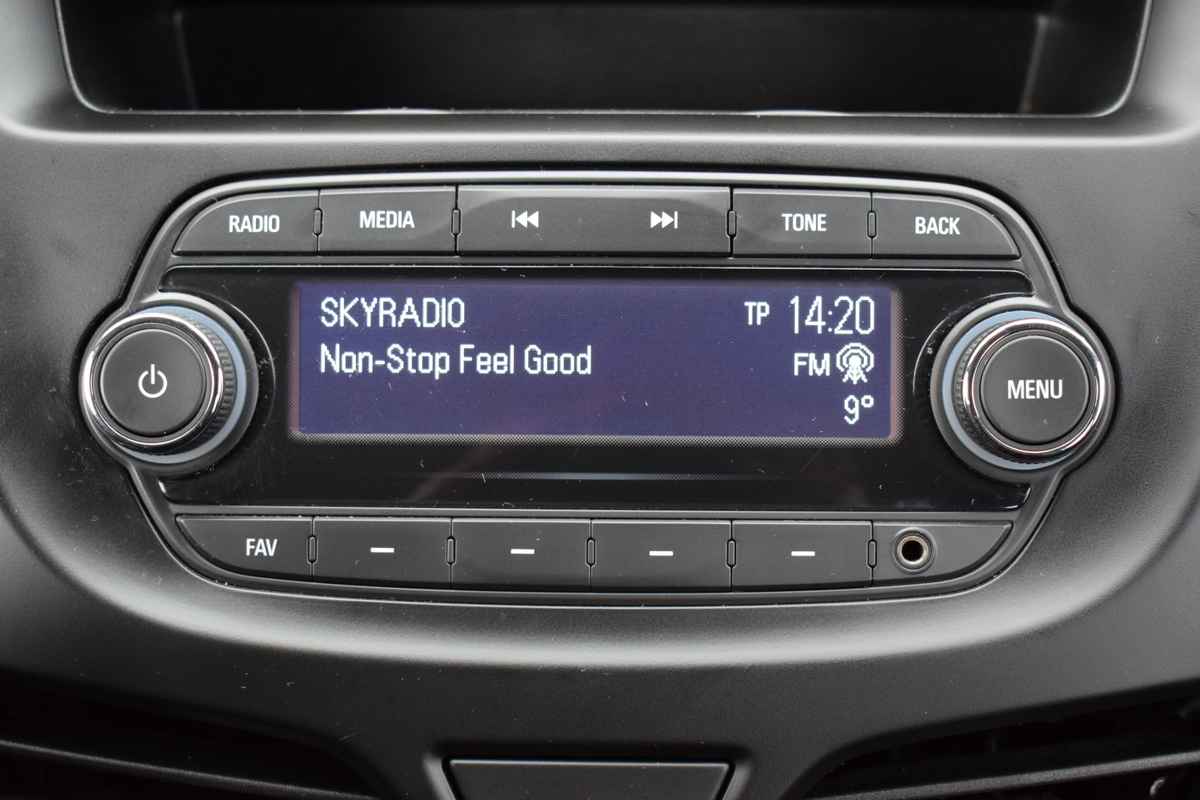 RADIO MEDIA TONE BACK
SKYRADIO TP 14:20
Non-Stop Feel Good FM
9°
MENU
FAV